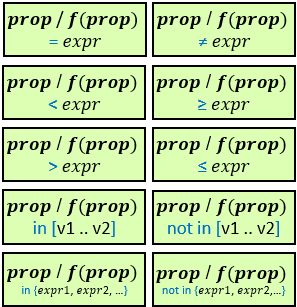 prop / f(prop)
= expr
prop / f(prop)
≠ expr
prop / f(prop)
< expr
prop / f(prop)
≥ expr
prop / f(prop)
> expr
prop / f(prop)
≤ expr
prop / f(prop)
in [v1 .. v2]
prop / f(prop)
not in [v1 .. v2]
prop / f(prop)
in {expr1, expr2, ...}
prop / f(prop)
not in {expr1, expr2,...}